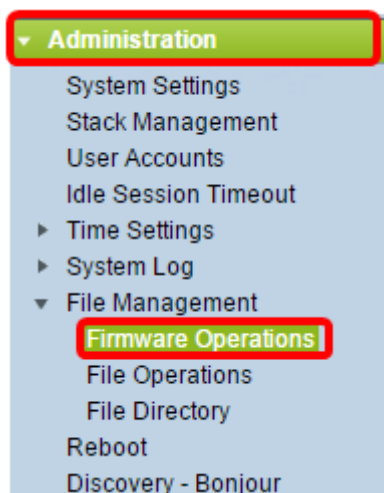 Administration
System Settings
Stack Management
User Accounts
Idle Session Timeout
Time Settings
System Log
File Management
Firmware Operations
File Operations
File Directory
Reboot
Discovery - Bonjour